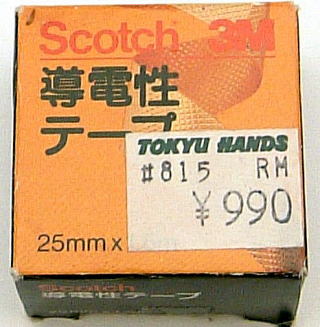 Scotch 3M
導電性
テープ
TOKYU HANDS
#815 RM
¥990
25mm x
Scotch
導電性テープ